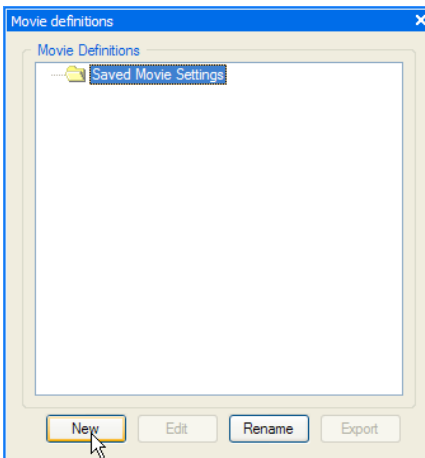 Movie definitions
Movie Definitions
Saved Movie Settings
New Edit Rename Export